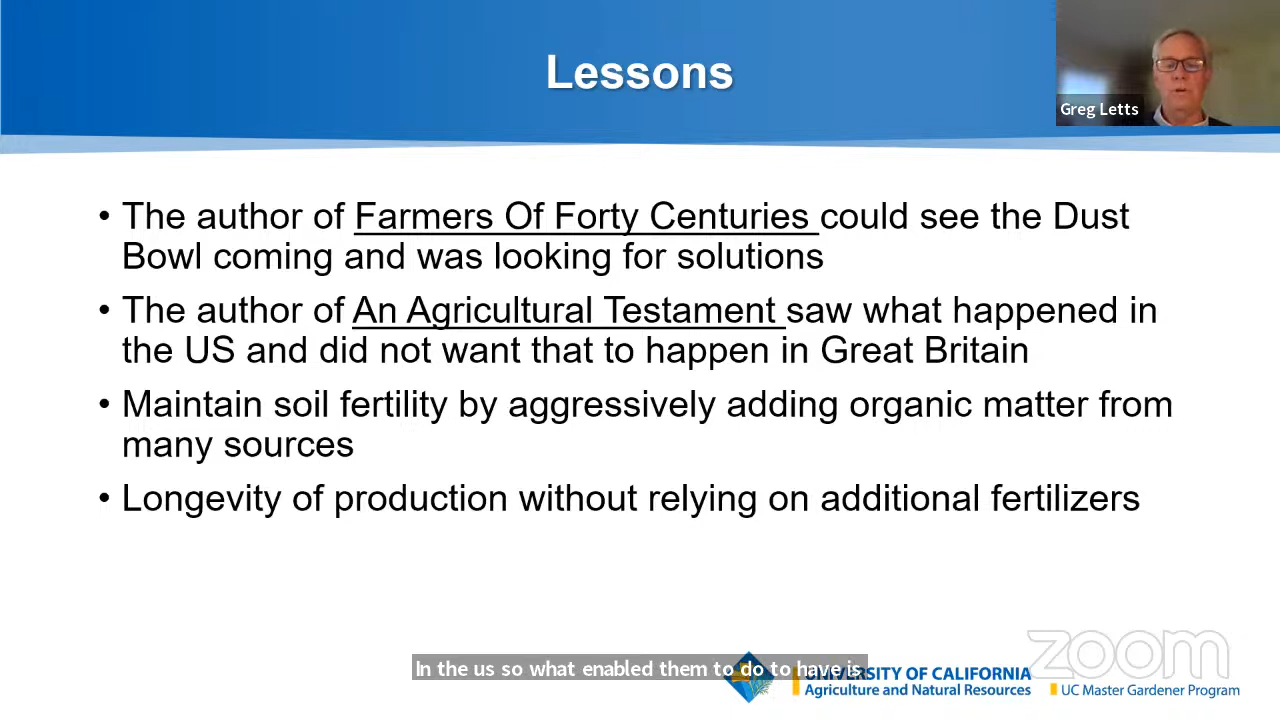 Lessons
Greg Letts
• The author of Farmers Of Forty Centuries could see the Dust
Bowl coming and was looking for solutions
• The author of An Agricultural Testament saw what happened in
the US and did not want that to happen in Great Britain
• Maintain soil fertility by aggressively adding organic matter from
many sources
• Longevity of production without relying on additional fertilizers
zoom
In the us so what enabled them to do to have is
UNIVERSITY OF CALIFORNIA
Agriculture and Natural Resources
UC Master Gardener Program